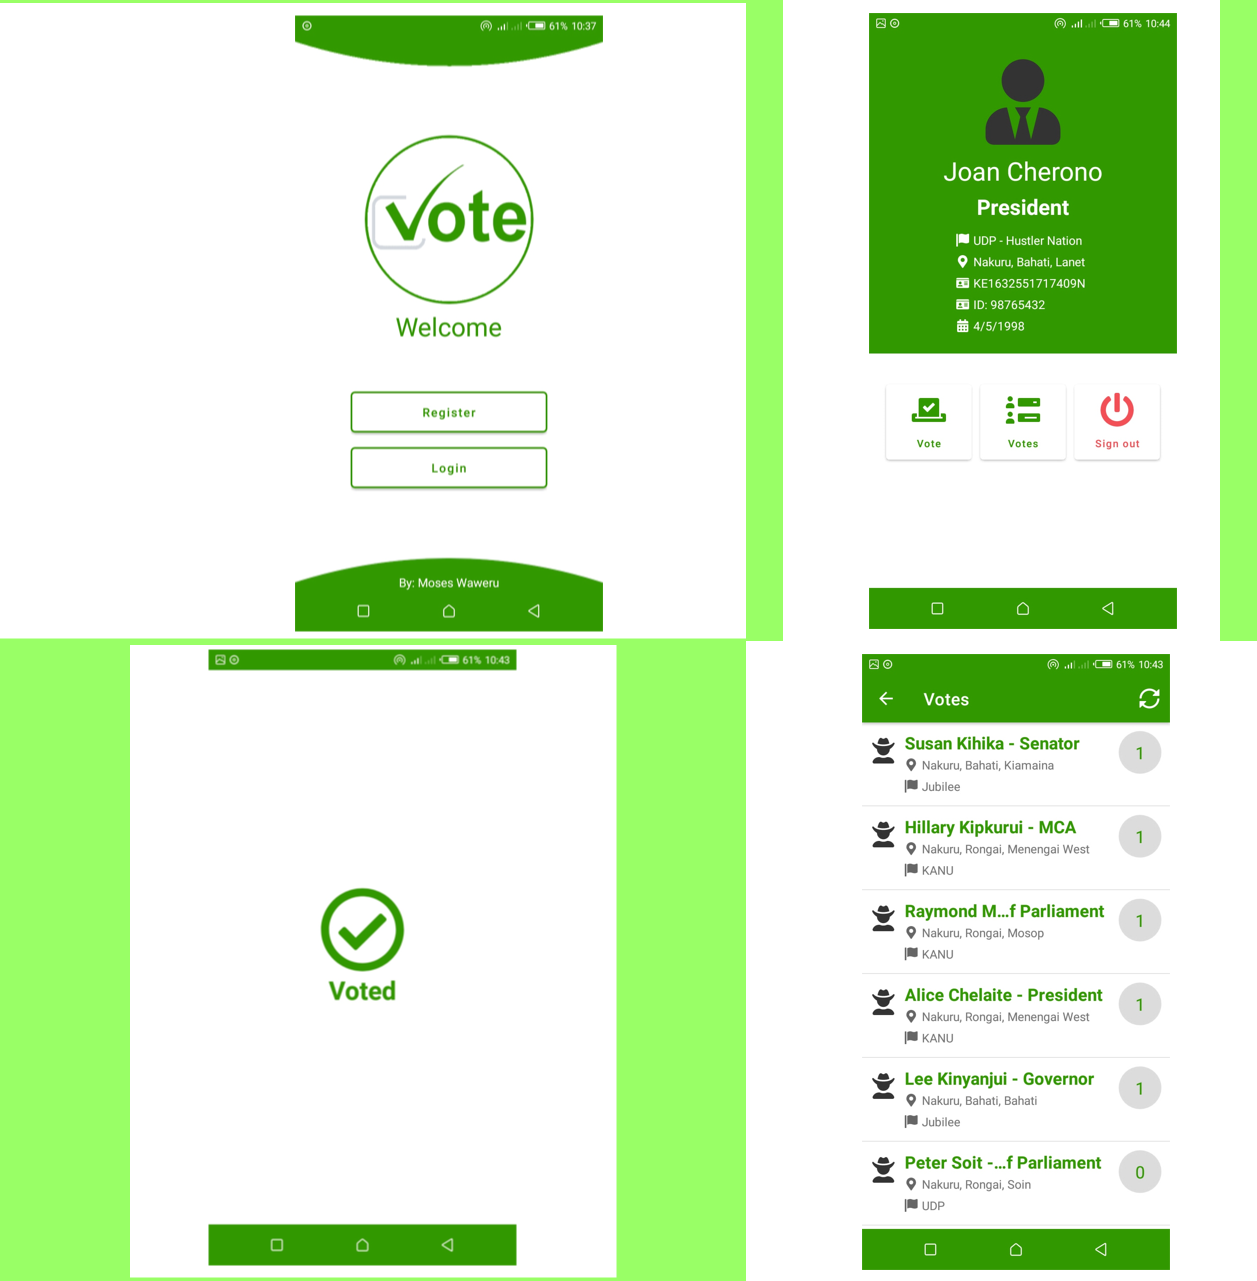 61% 10:37
vote
Welcome
Register
Login
By: Moses Waweru
61% 10:44
Joan Cherono
President
UDP - Hustler Nation
Nakuru, Bahati, Lanet
KE1632551717409N
ID: 98765432
4/5/1998
Vote
Votes
Sign out
61% 10:43
Voted
61% 10:43
Votes
Susan Kihika - Senator
1
Nakuru, Bahati, Kiamaina
Jubilee
Hillary Kipkurui - MCA
1
Nakuru, Rongai, Menengai West
KANU
Raymond M...f Parliament
1
Nakuru, Rongai, Mosop
KANU
Alice Chelaite - President
1
Nakuru, Rongai, Menengai West
KANU
Lee Kinyanjui - Governor
1
Nakuru, Bahati, Bahati
Jubilee
Peter Soit -...f Parliament
0
Nakuru, Rongai, Soin
UDP